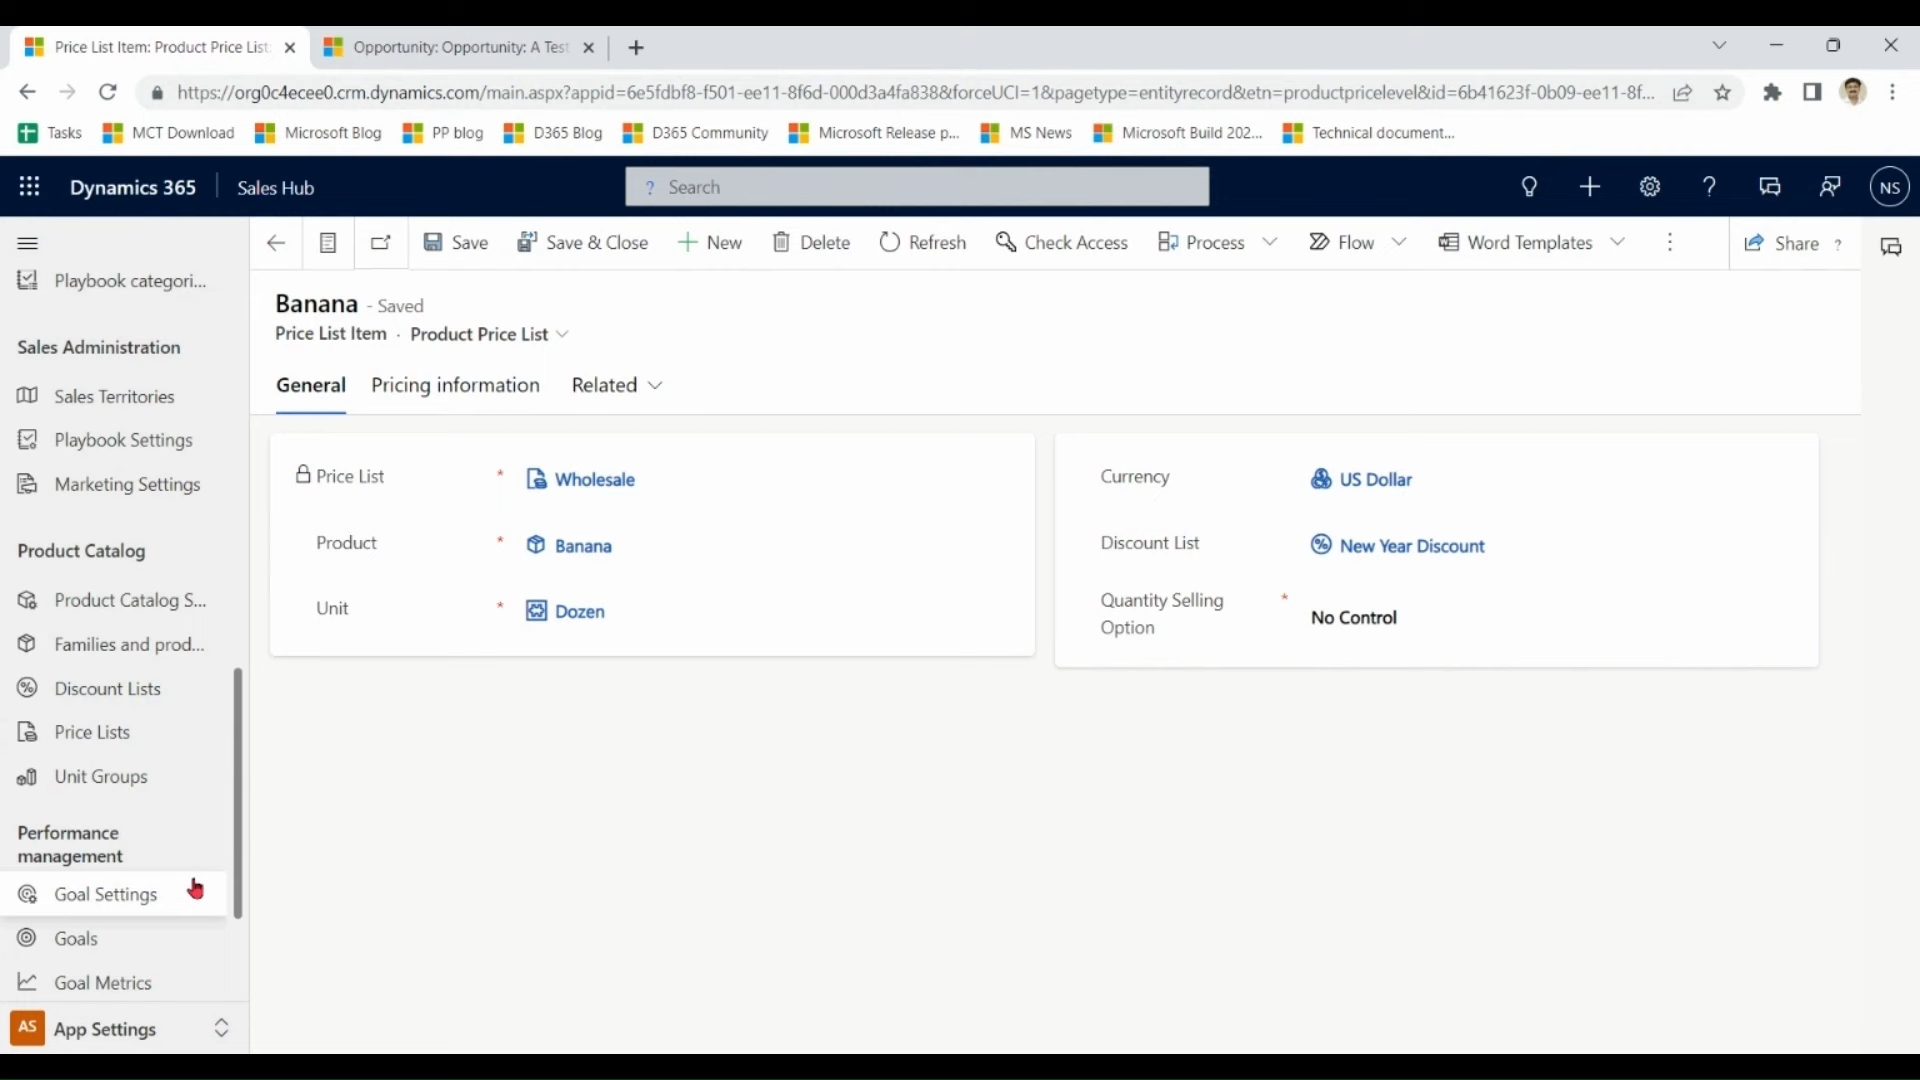 Price List Item: Product Price List:
Opportunity: Opportunity: A Test
https://org0c4ecee0.crm.dynamics.com/main.aspx?appid=6e5fdbf8-f501-ee11-8f6d-000d3a4fa838&forceUCI=1&pagetype=entityrecord&etn=productpricelevel&id=6b41623f-0b09-ee11-8f...
Tasks
MCT Download
Microsoft Blog
PP blog
D365 Blog
D365 Community
Microsoft Release p...
MS News
Microsoft Build 202...
Technical document...
Dynamics 365
Sales Hub
? Search
NS
Save
Save & Close
New
Delete
Refresh
Check Access
Process
Flow
Word Templates
Share ?
Playbook categori...
Sales Administration
Sales Territories
Playbook Settings
Marketing Settings
Product Catalog
Product Catalog S...
Families and prod...
Discount Lists
Price Lists
Unit Groups
Performance
management
Goal Settings
Goals
Goal Metrics
AS App Settings
Banana - Saved
Price List Item · Product Price List
General
Pricing information
Related
Price List * Wholesale
Product * Banana
Unit * Dozen
Currency US Dollar
Discount List New Year Discount
Quantity Selling
Option
* No Control